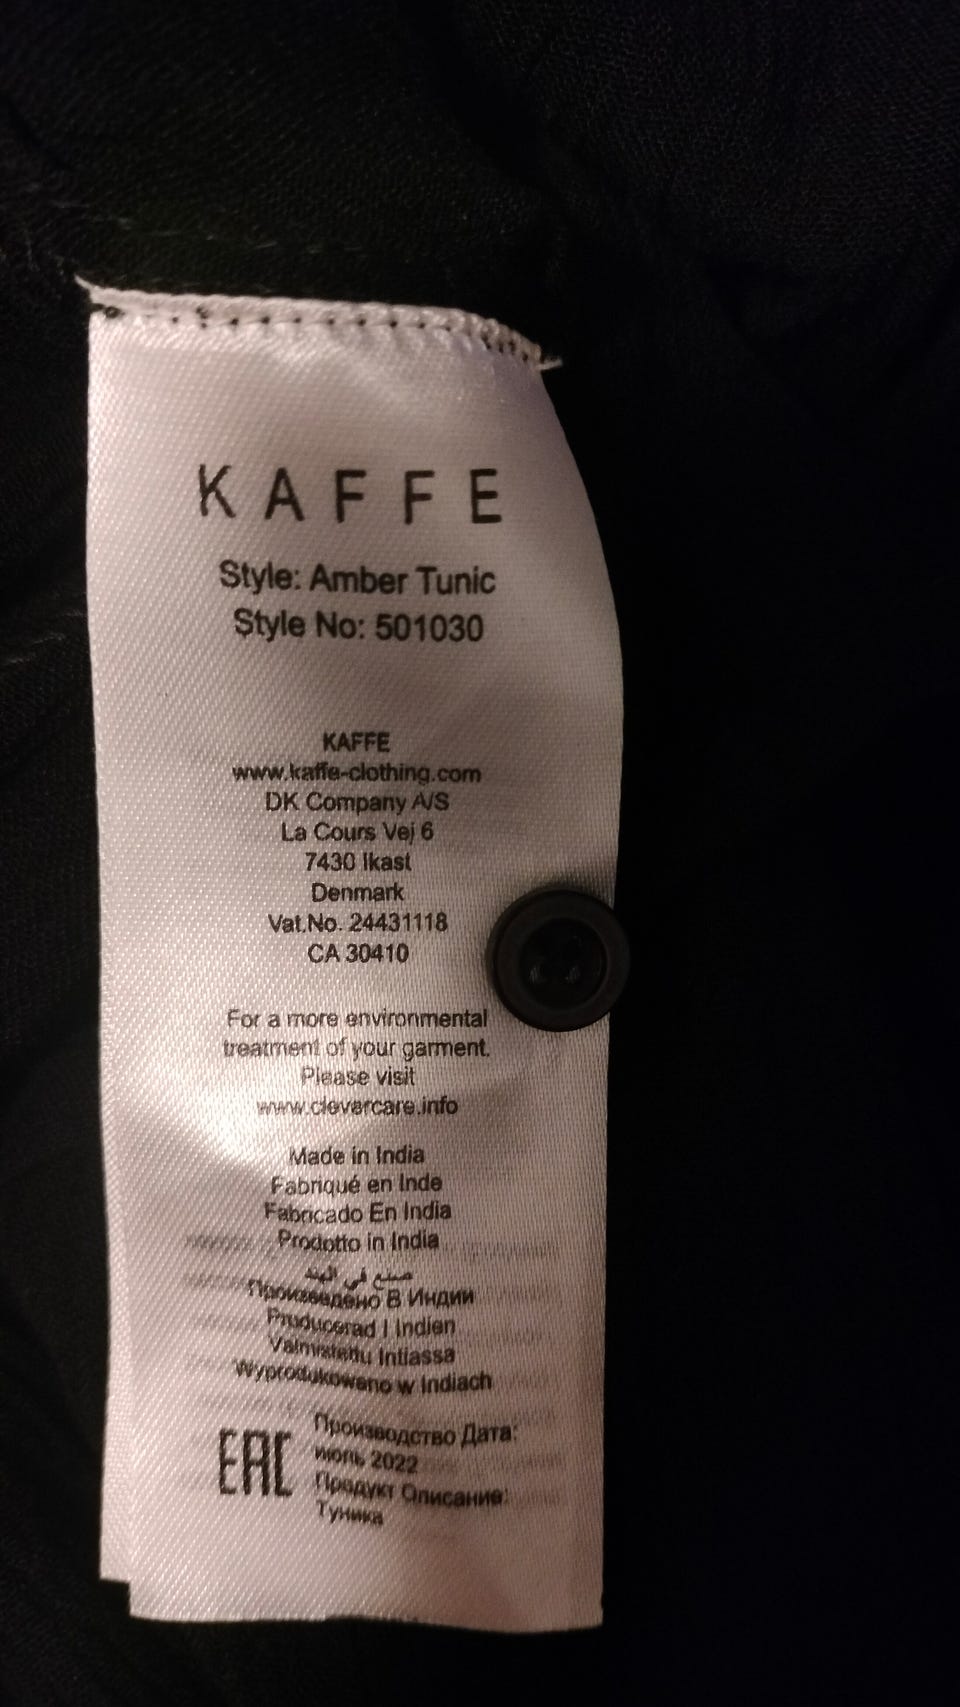 KAFFE
Style: Amber Tunic
Style No: 501030
KAFFE
www.kaffe-clothing.com
DK Company A/S
La Cours Vej 6
7430 Ikast
Denmark
Vat.No. 24431118
CA 30410
For a more environmental
treatment of your garment.
Please visit
www.clevercare.info
Made in India
Fabriqué en Inde
Fabricado En India
Prodotto in India
صنع في الهند
Произведено В Индии
Producerad I Indien
Valmistettu Intiassa
Wyprodukowano w Indiach
EAC
Производство Дата:
июль 2022
Продукт Описание:
Туника